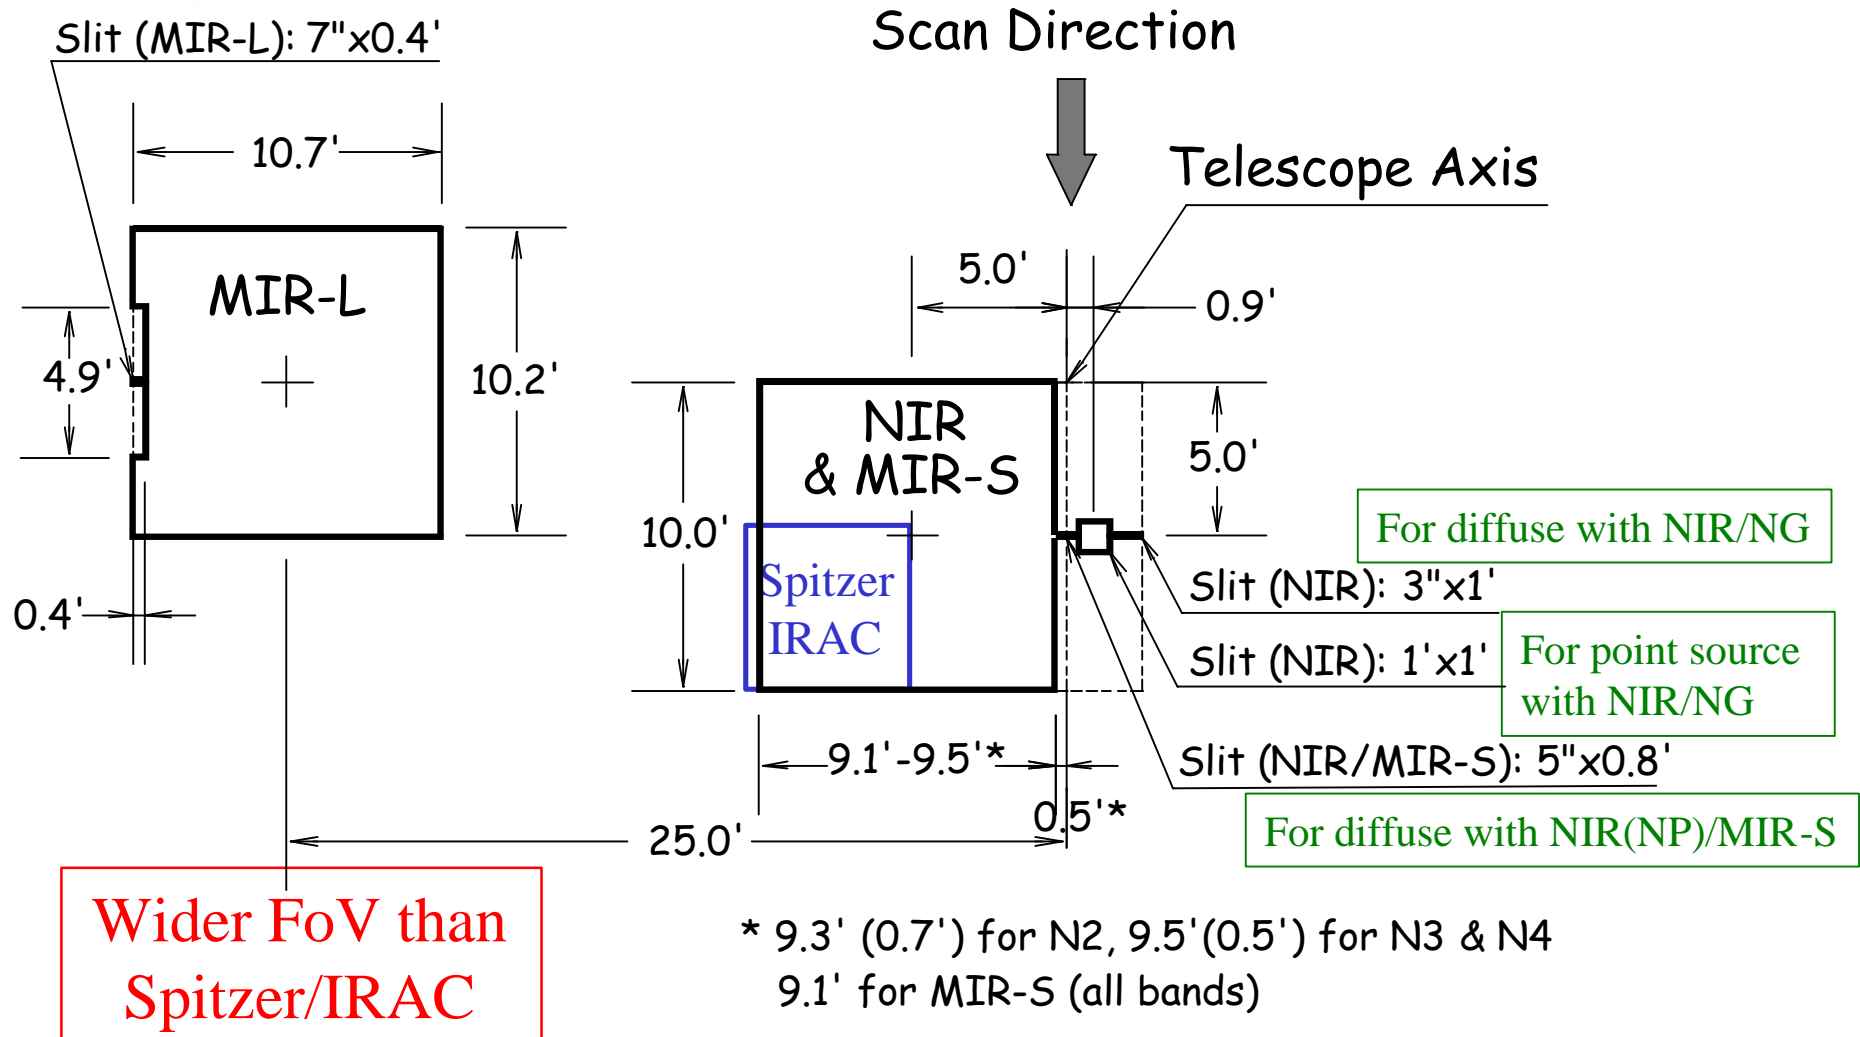 Slit (MIR-L): 7"x0.4'
Scan Direction
10.7'
Telescope Axis
MIR-L
5.0'
0.9'
4.9'
10.2'
NIR
& MIR-S
5.0'
10.0'
For diffuse with NIR/NG
Spitzer
IRAC
Slit (NIR): 3"x1'
0.4'
Slit (NIR): 1'x1'
For point source
with NIR/NG
9.1'-9.5'*
Slit (NIR/MIR-S): 5"x0.8'
0.5'*
25.0'
For diffuse with NIR(NP)/MIR-S
Wider FoV than
Spitzer/IRAC
* 9.3' (0.7') for N2, 9.5'(0.5') for N3 & N4
9.1' for MIR-S (all bands)